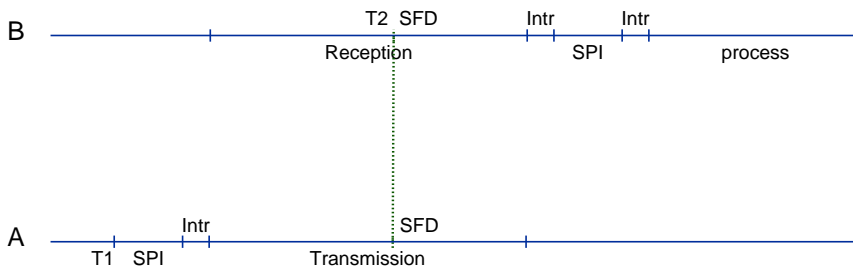 T2 SFD Intr Intr
B
Reception SPI process
Intr SFD
A
T1 SPI Transmission